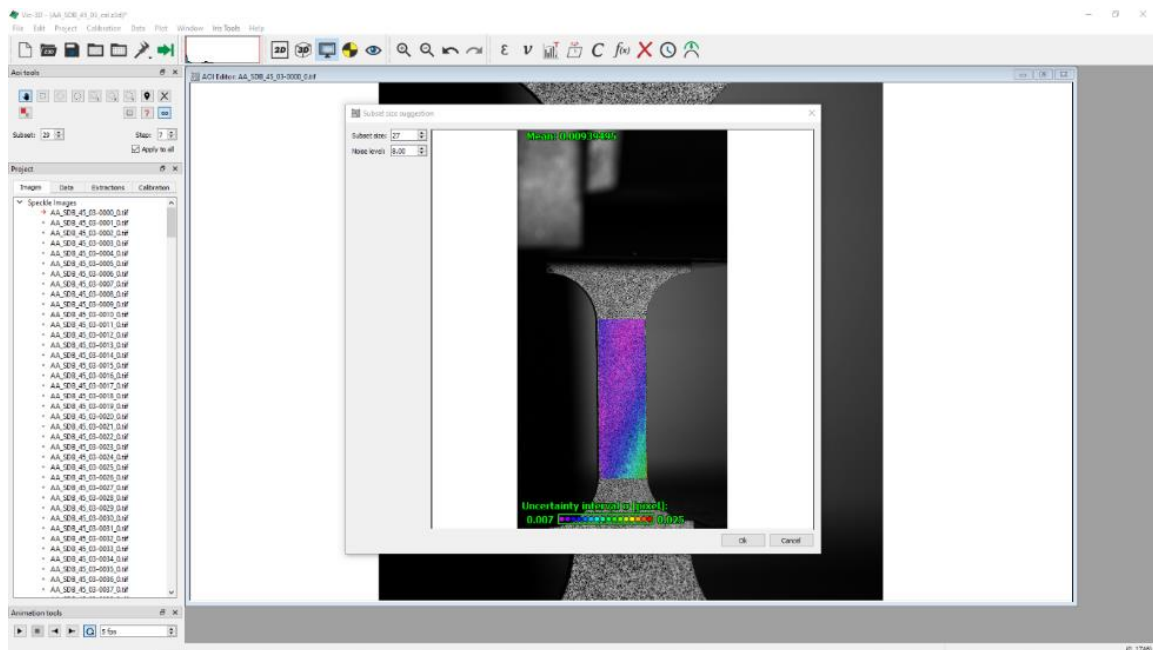 File Edit Project Calibration Data Plot Window Ins Tools Help
2D 3D ε ν C f(x)
Aoi tools
AOI Editor: AA_SDB_45_03-0000_0.tif
Subset size suggestion
Subset: 29 Step: 7
Apply to all
Subset size: 27
Noise level: 8.00
Mean: 0.00939495
Project
Images Data Extractions Calibration
Speckle Images
AA_SDB_45_03-0000_0.tif
AA_SDB_45_03-0001_0.tif
AA_SDB_45_03-0002_0.tif
AA_SDB_45_03-0003_0.tif
AA_SDB_45_03-0004_0.tif
AA_SDB_45_03-0005_0.tif
AA_SDB_45_03-0006_0.tif
AA_SDB_45_03-0007_0.tif
AA_SDB_45_03-0008_0.tif
AA_SDB_45_03-0009_0.tif
AA_SDB_45_03-0010_0.tif
AA_SDB_45_03-0011_0.tif
AA_SDB_45_03-0012_0.tif
AA_SDB_45_03-0013_0.tif
AA_SDB_45_03-0014_0.tif
AA_SDB_45_03-0015_0.tif
AA_SDB_45_03-0016_0.tif
AA_SDB_45_03-0017_0.tif
AA_SDB_45_03-0018_0.tif
AA_SDB_45_03-0019_0.tif
AA_SDB_45_03-0020_0.tif
AA_SDB_45_03-0021_0.tif
AA_SDB_45_03-0022_0.tif
AA_SDB_45_03-0023_0.tif
AA_SDB_45_03-0024_0.tif
AA_SDB_45_03-0025_0.tif
AA_SDB_45_03-0026_0.tif
AA_SDB_45_03-0027_0.tif
AA_SDB_45_03-0028_0.tif
AA_SDB_45_03-0029_0.tif
AA_SDB_45_03-0030_0.tif
AA_SDB_45_03-0031_0.tif
AA_SDB_45_03-0032_0.tif
AA_SDB_45_03-0033_0.tif
AA_SDB_45_03-0034_0.tif
AA_SDB_45_03-0035_0.tif
AA_SDB_45_03-0036_0.tif
AA_SDB_45_03-0037_0.tif
Uncertainty interval σ [pixel]:
0.007 0.025
Ok Cancel
Animation tools
5 fps